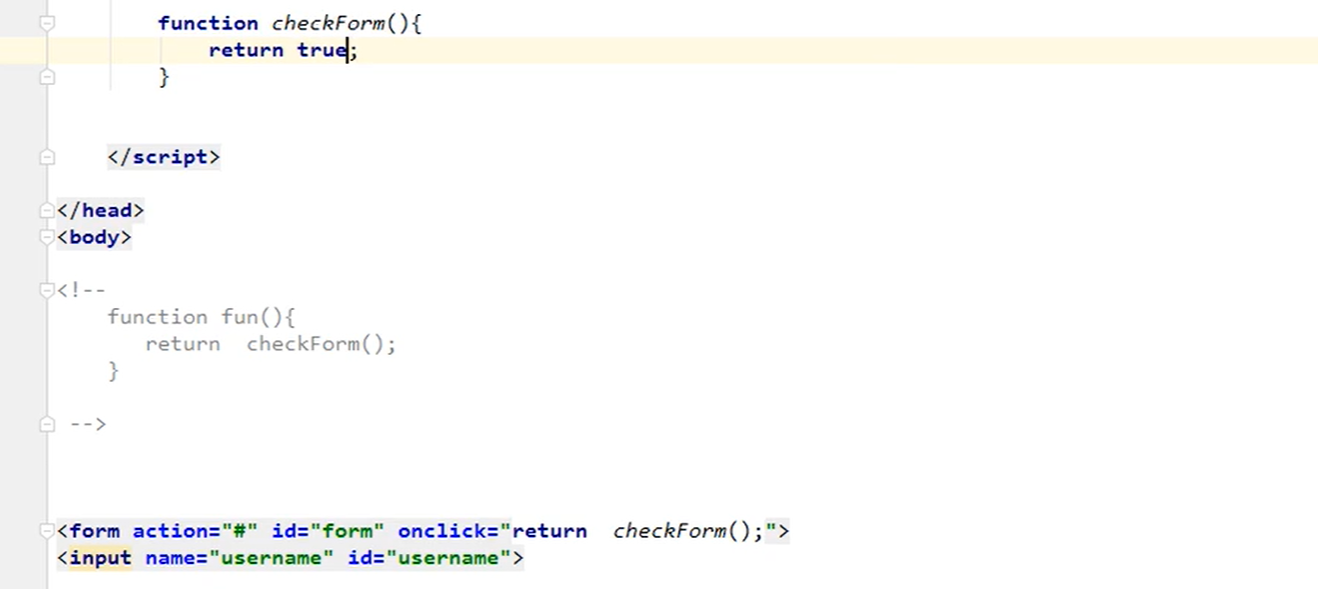 function checkForm(){
return true;
}
</script>
</head>
<body>
<!--
function fun(){
return  checkForm();
}
-->
<form action="#" id="form" onclick="return  checkForm();">
<input name="username" id="username">